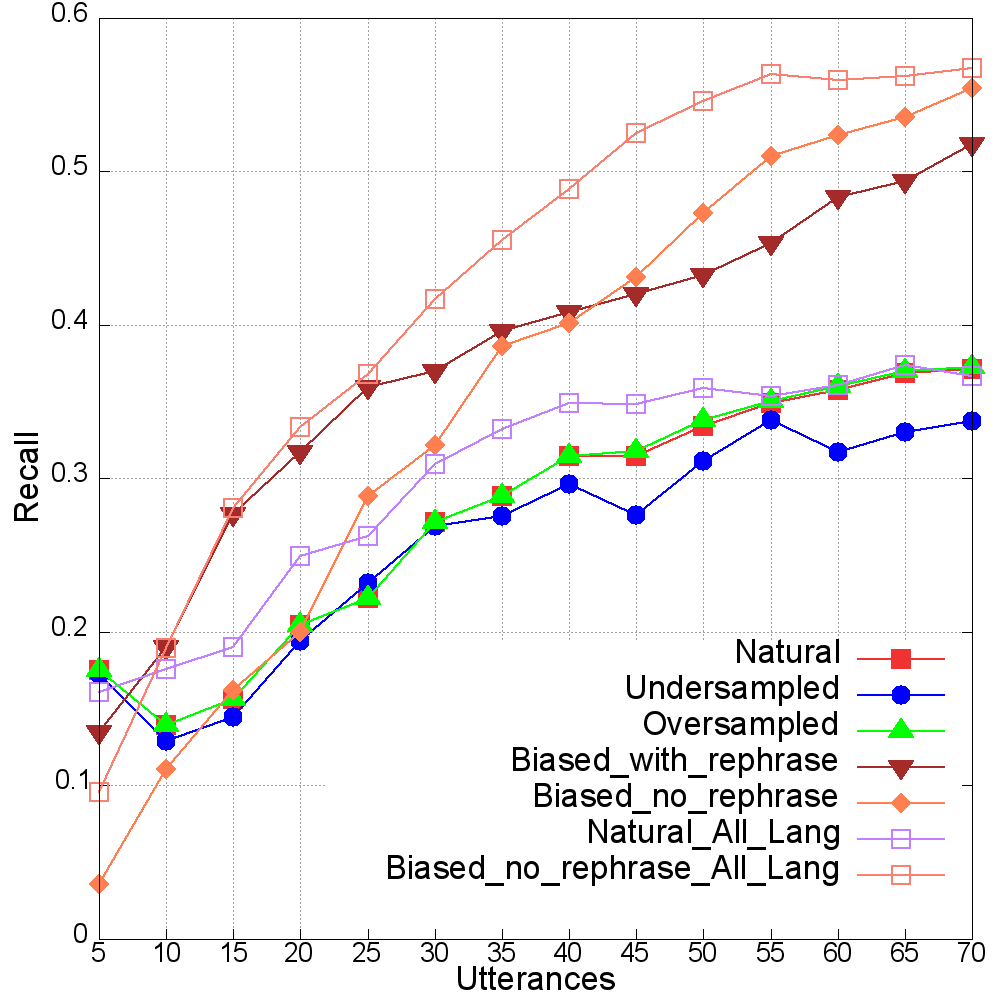 0.6
0.5
0.4
0.3
0.2
0.1
0
Recall
Natural
Undersampled
Oversampled
Biased_with_rephrase
Biased_no_rephrase
Natural_All_Lang
Biased_no_rephrase_All_Lang
5 10 15 20 25 30 35 40 45 50 55 60 65 70
Utterances